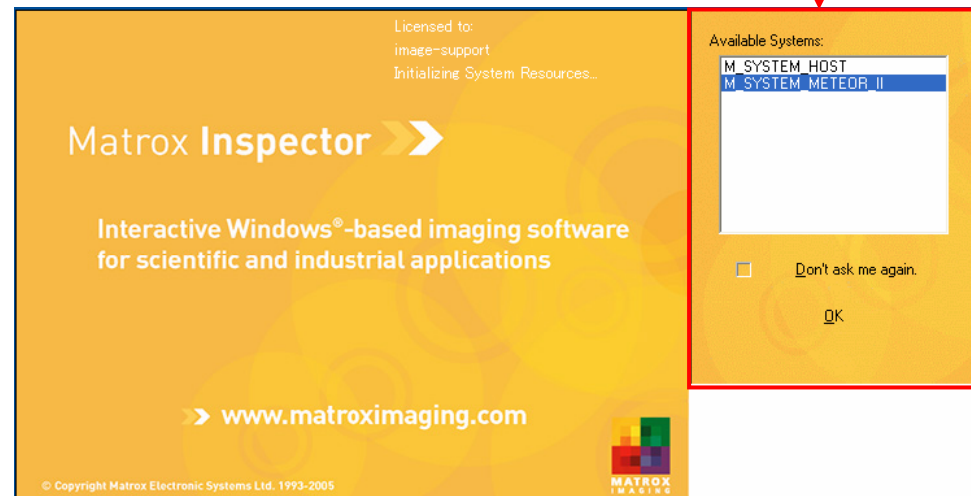 Licensed to:
image-support
Initializing System Resources...
Matrox Inspector
Interactive Windows®-based imaging software
for scientific and industrial applications
www.matroximaging.com
MATROX
IMAGING
© Copyright Matrox Electronic Systems Ltd. 1993-2005
Available Systems:
M_SYSTEM_HOST
M_SYSTEM_METEOR_II
Don't ask me again.
OK